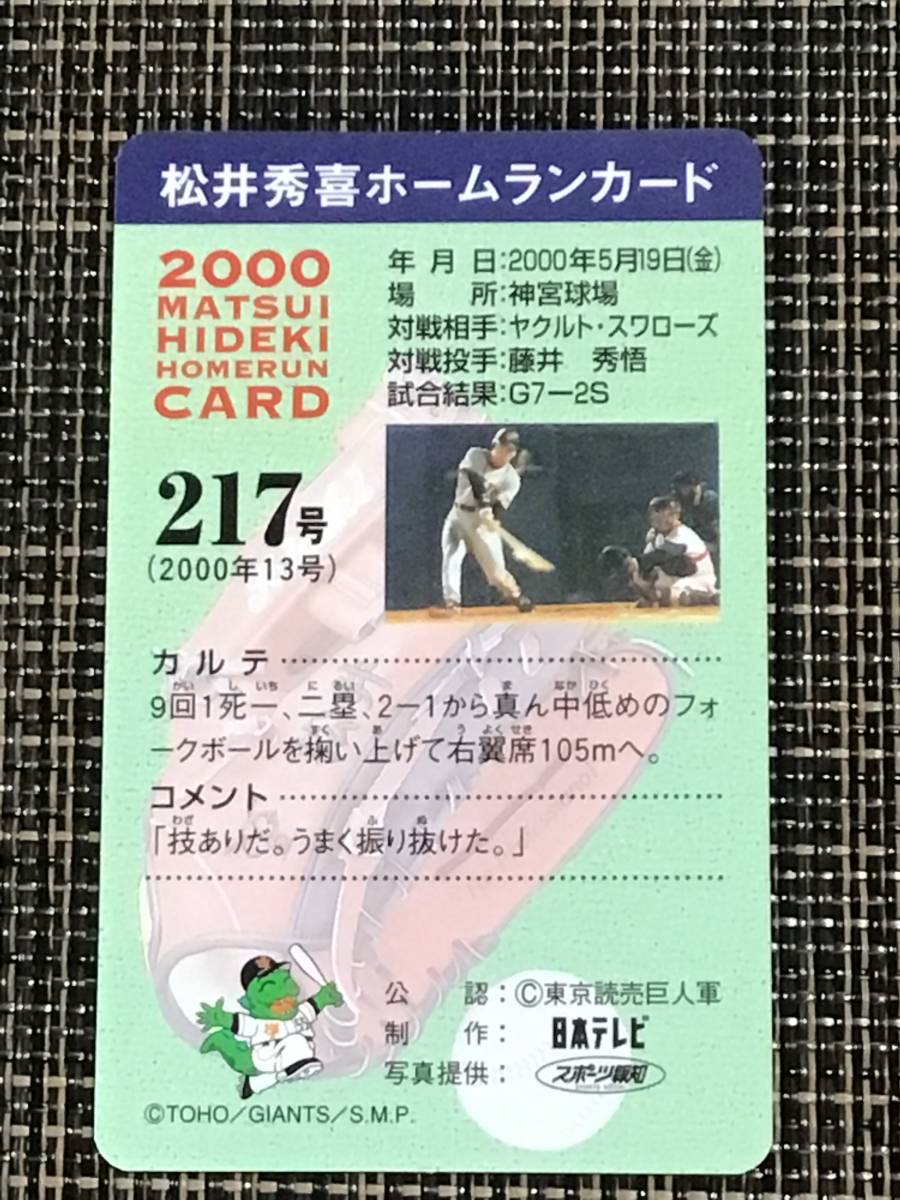 松井秀喜ホームランカード
2000
MATSUI
HIDEKI
HOMERUN
CARD
年月日:2000年5月19日(金)
場所:神宮球場
対戦相手:ヤクルト・スワローズ
対戦投手:藤井 秀悟
試合結果:G7ー2S
217号
(2000年13号)
カルテ
9回1死一、二塁、2ー1から真ん中低めのフォ
ークボールを掬い上げて右翼席105mへ。
コメント
「技ありだ。うまく振り抜けた。」
公認:©東京読売巨人軍
制作:日本テレビ
写真提供:スポーツ報知
©TOHO/GIANTS/S.M.P.